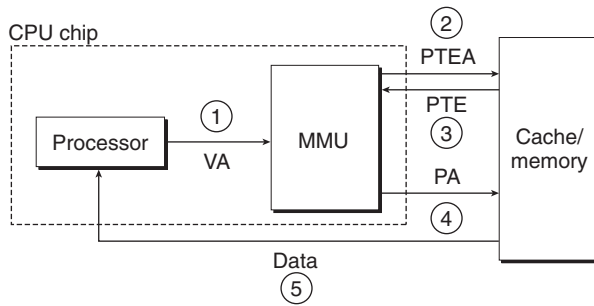 CPU chip
2
PTEA
PTE
3
1
Processor
VA
MMU
Cache/
memory
PA
4
Data
5